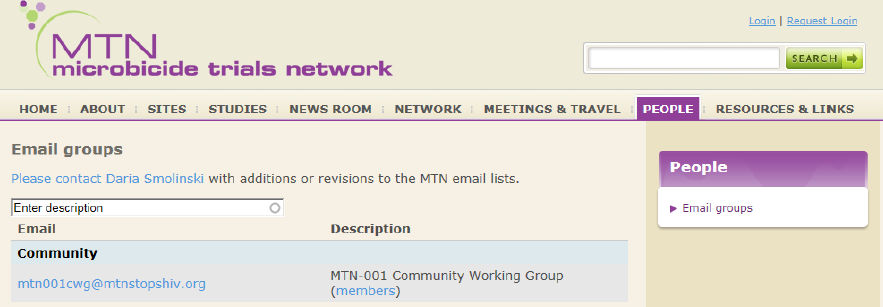 Login | Request Login
MTN
microbicide trials network
SEARCH
HOME ABOUT SITES STUDIES NEWS ROOM NETWORK MEETINGS & TRAVEL PEOPLE RESOURCES & LINKS
Email groups
Please contact Daria Smolinski with additions or revisions to the MTN email lists.
Enter description
Email Description
Community
mtn001cwg@mtnstopshiv.org MTN-001 Community Working Group
(members)
People
Email groups